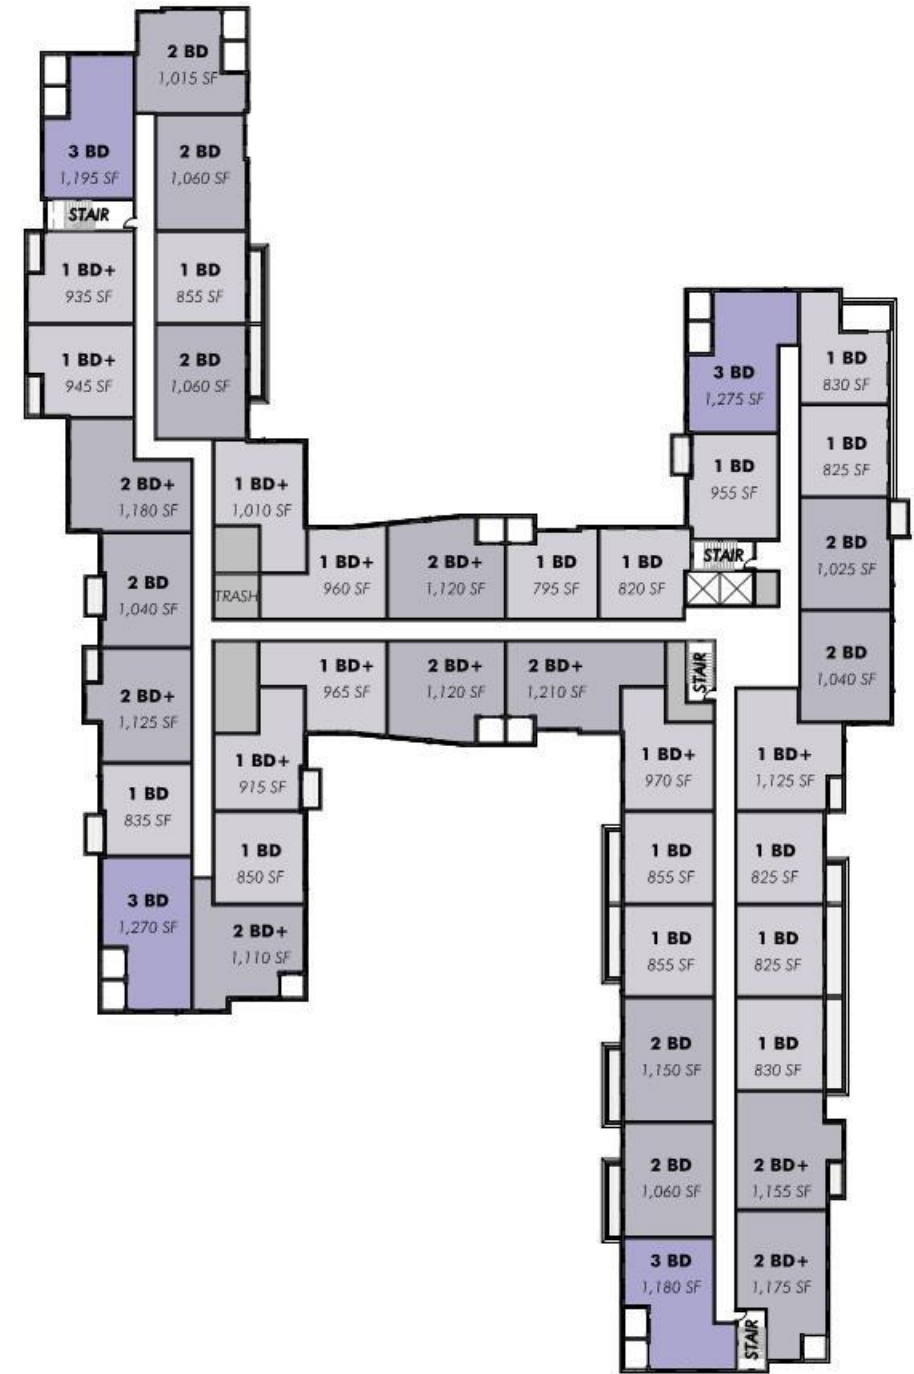 2 BD
1,015 SF
3 BD
1,195 SF
2 BD
1,060 SF
STAIR
1 BD+
935 SF
1 BD
855 SF
1 BD+
945 SF
2 BD
1,060 SF
3 BD
1,275 SF
1 BD
830 SF
1 BD
825 SF
1 BD
955 SF
2 BD+
1,180 SF
1 BD+
1,010 SF
2 BD
1,040 SF
TRASH
1 BD+
960 SF
2 BD+
1,120 SF
1 BD
795 SF
1 BD
820 SF
STAIR
2 BD
1,025 SF
2 BD+
1,125 SF
1 BD+
965 SF
2 BD+
1,120 SF
2 BD+
1,210 SF
STAIR
2 BD
1,040 SF
1 BD
835 SF
1 BD+
915 SF
1 BD+
970 SF
1 BD+
1,125 SF
1 BD
850 SF
1 BD
855 SF
1 BD
825 SF
3 BD
1,270 SF
2 BD+
1,110 SF
1 BD
855 SF
1 BD
825 SF
2 BD
1,150 SF
1 BD
830 SF
2 BD
1,060 SF
2 BD+
1,155 SF
3 BD
1,180 SF
2 BD+
1,175 SF
STAIR